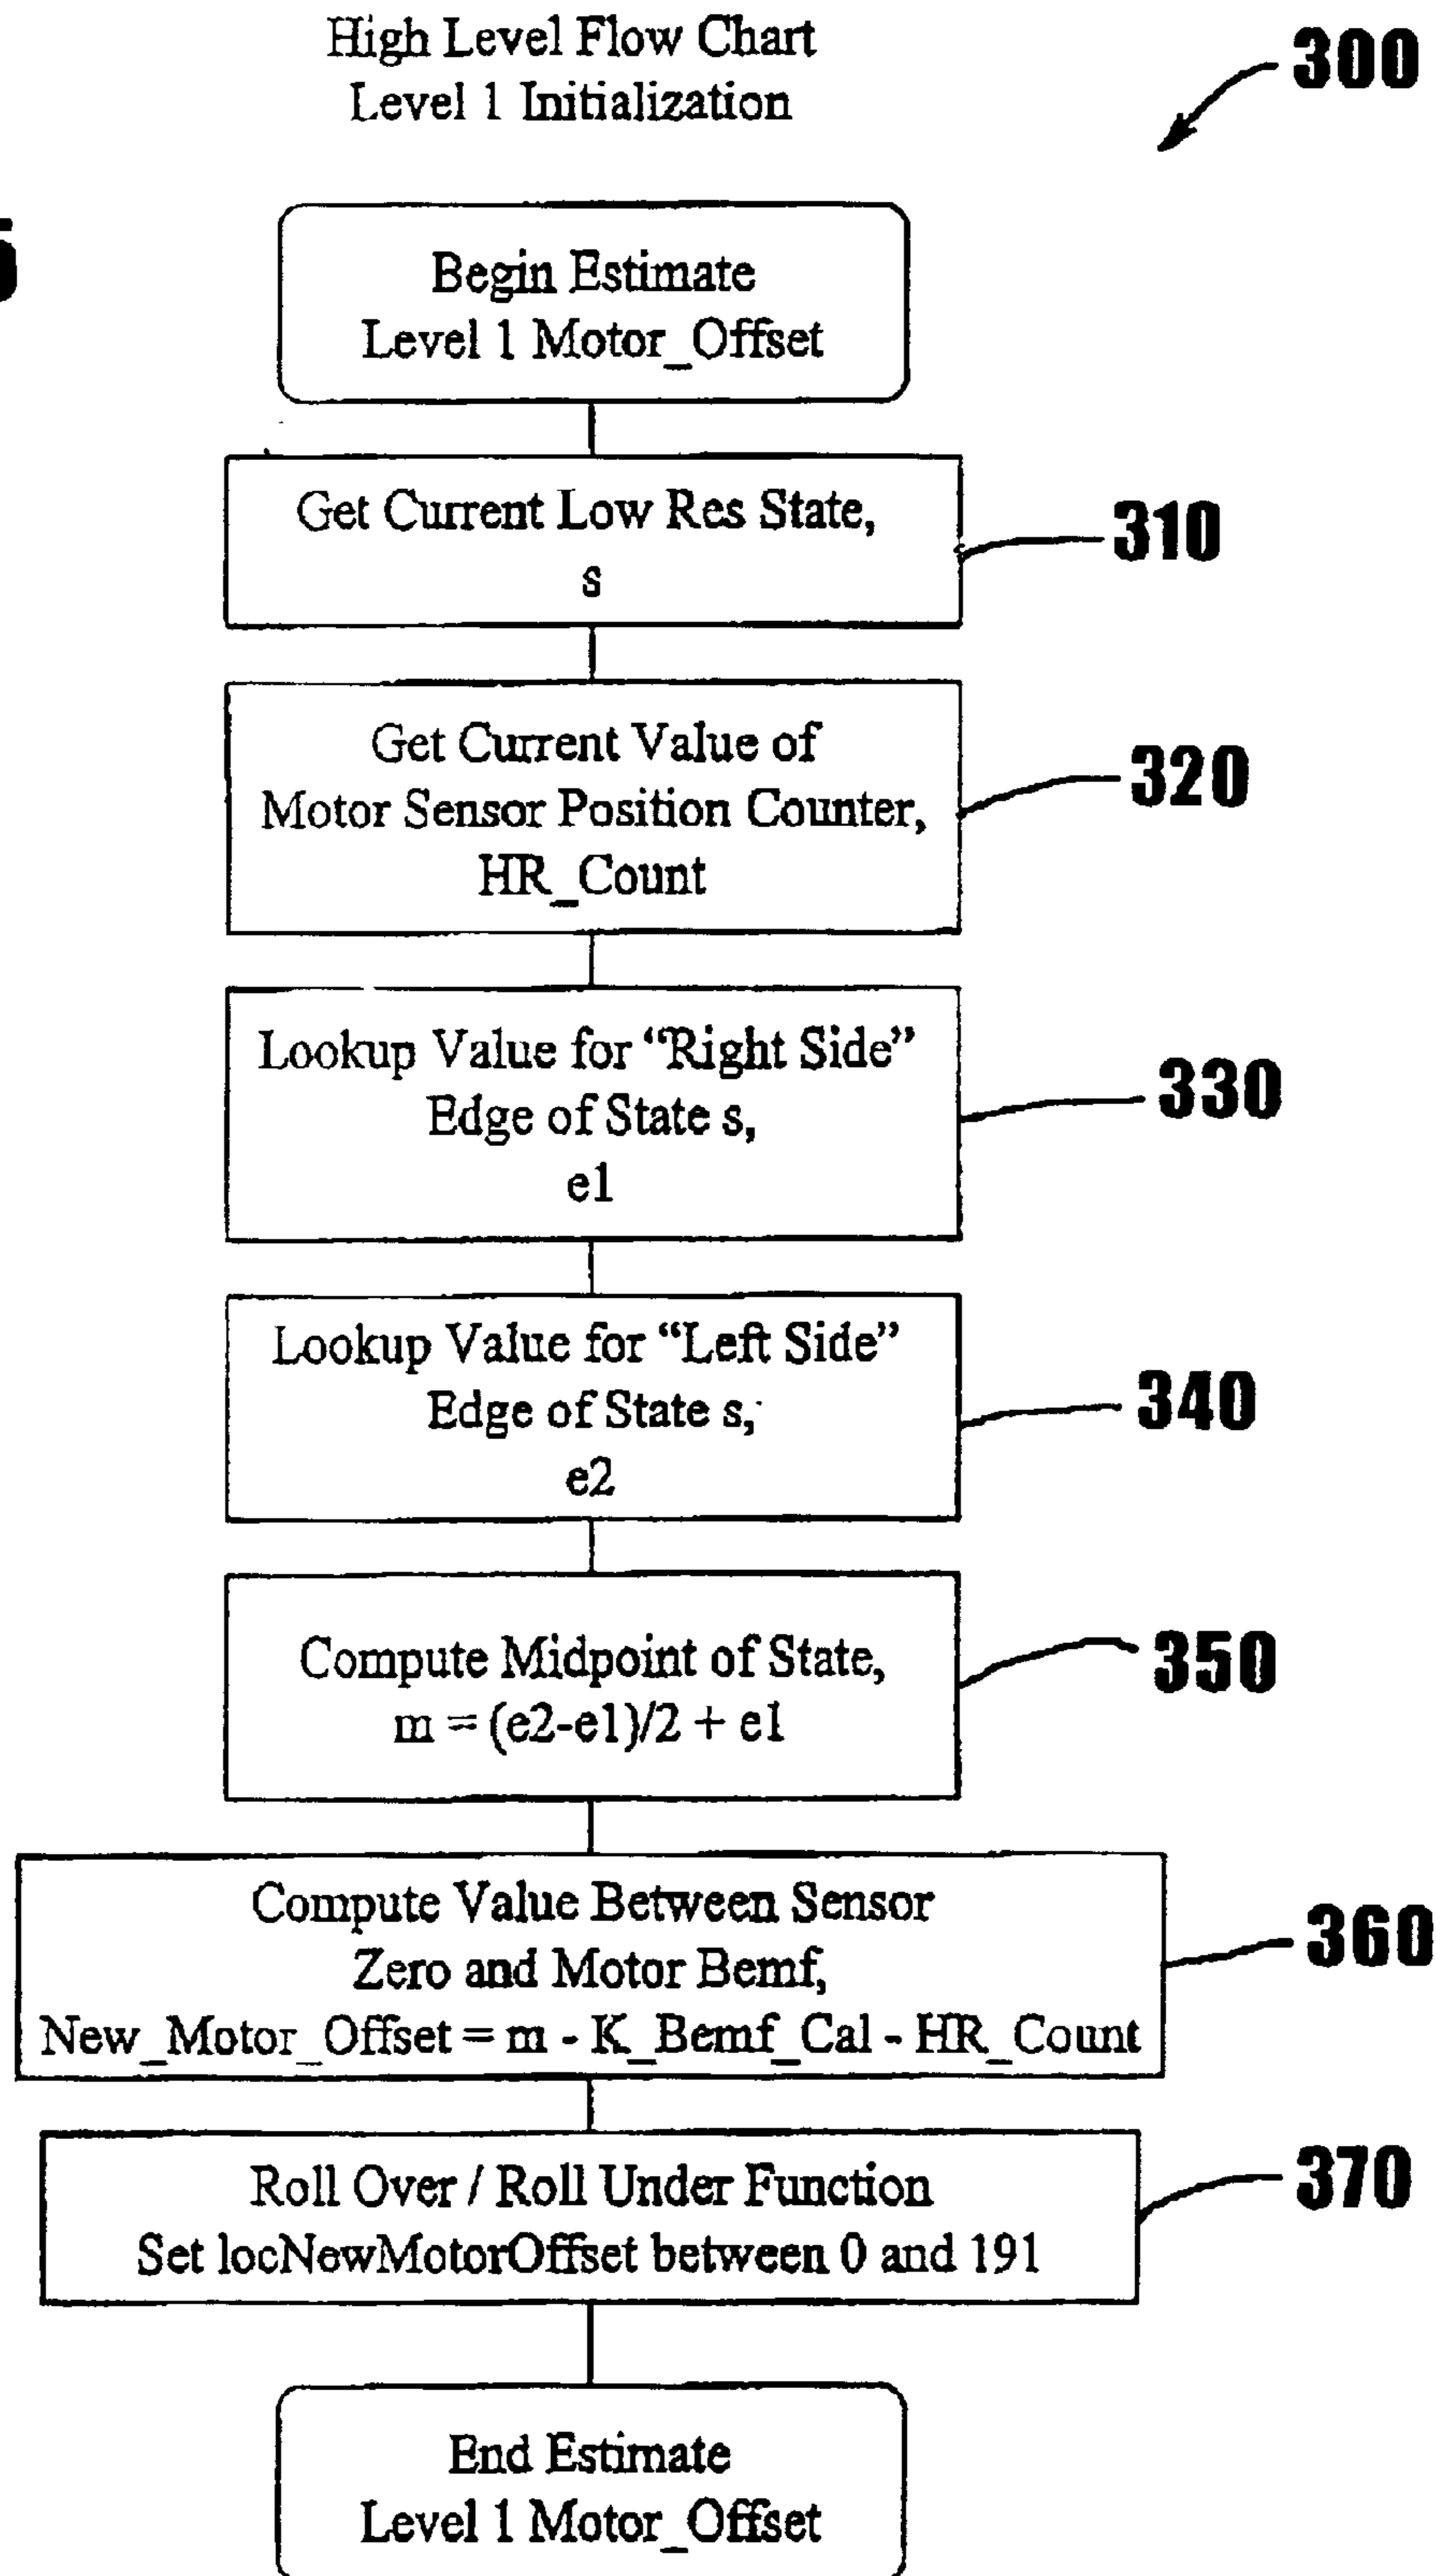 High Level Flow Chart
Level 1 Initialization
300
5
Begin Estimate
Level 1 Motor_Offset
Get Current Low Res State,
s
310
Get Current Value of
Motor Sensor Position Counter,
HR_Count
320
Lookup Value for “Right Side”
Edge of State s,
e1
330
Lookup Value for “Left Side”
Edge of State s,
e2
340
Compute Midpoint of State,
m = (e2-e1)/2 + e1
350
Compute Value Between Sensor
Zero and Motor Bemf,
New_Motor_Offset = m - K_Bemf_Cal - HR_Count
360
Roll Over / Roll Under Function
Set locNewMotorOffset between 0 and 191
370
End Estimate
Level 1 Motor_Offset